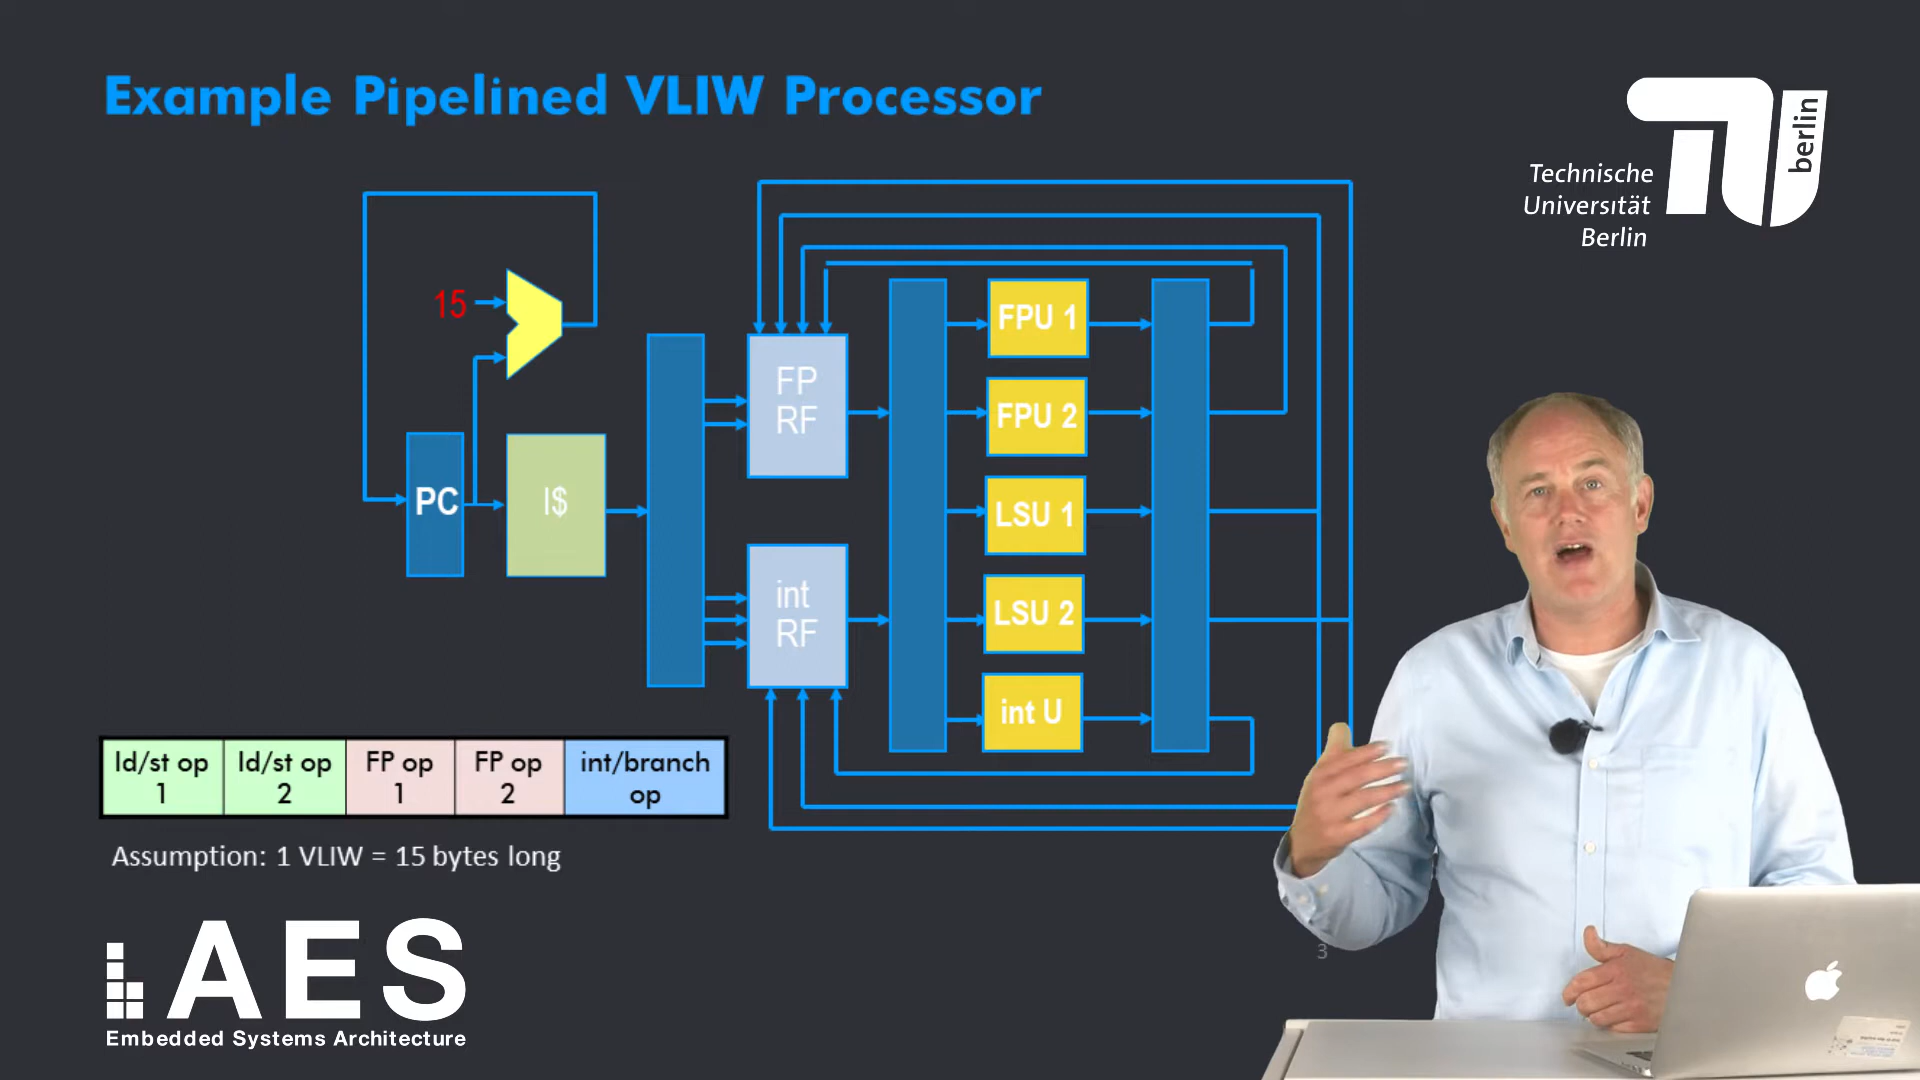 Example Pipelined VLIW Processor
Technische
Universität
Berlin
berlin
15
PC
I$
FP
RF
int
RF
FPU 1
FPU 2
LSU 1
LSU 2
int U
ld/st op
1
ld/st op
2
FP op
1
FP op
2
int/branch
op
Assumption: 1 VLIW = 15 bytes long
AES
Embedded Systems Architecture
3